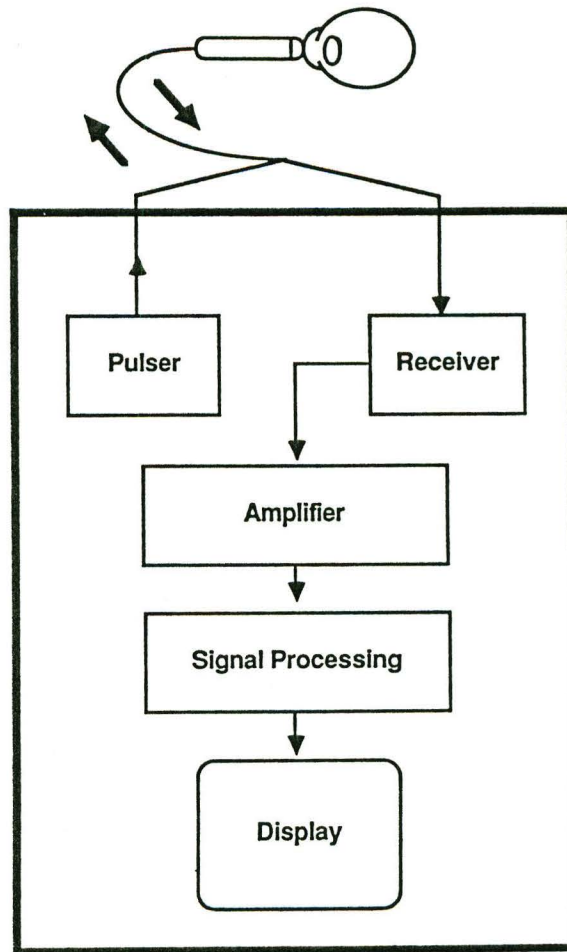 Pulser
Receiver
Amplifier
Signal Processing
Display